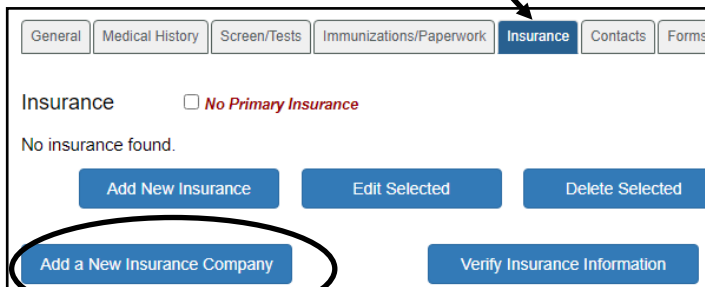 General Medical History Screen/Tests Immunizations/Paperwork Insurance Contacts Forms
Insurance No Primary Insurance
No insurance found.
Add New Insurance Edit Selected Delete Selected
Add a New Insurance Company Verify Insurance Information